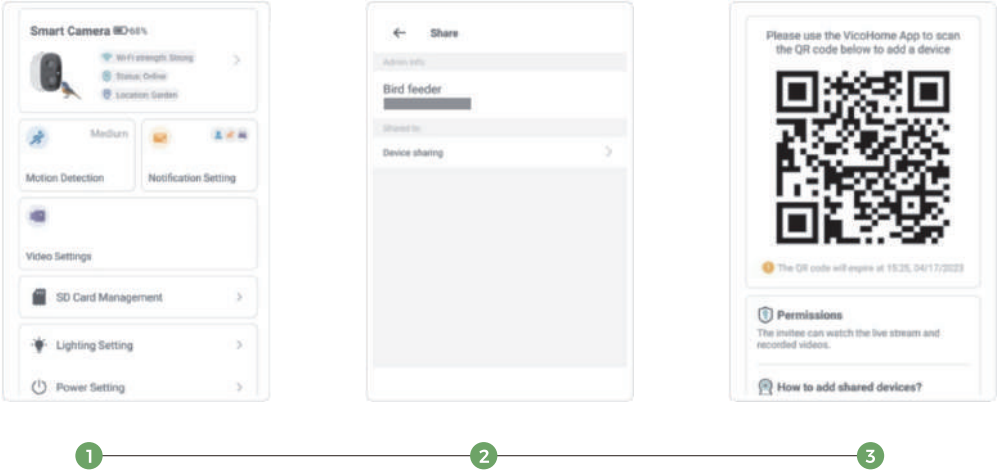 Smart Camera 68%
Wi-Fi strength: Strong
Status: Online
Location: Garden
Medium
Motion Detection
Notification Setting
Video Settings
SD Card Management
Lighting Setting
Power Setting
1
← Share
Admin info
Bird feeder
Shared to:
Device sharing
2
Please use the VicoHome App to scan
the QR code below to add a device
The QR code will expire at 15:25, 04/17/2023
Permissions
The invitee can watch the live stream and
recorded videos.
How to add shared devices?
3